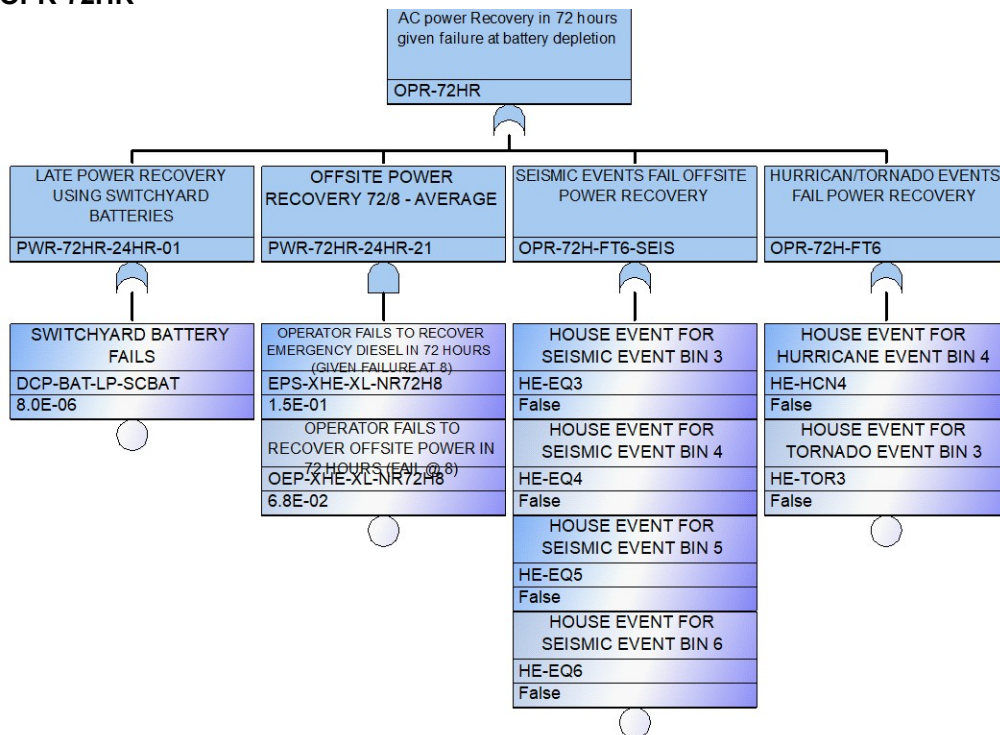 OPR-72HR
AC power Recovery in 72 hours
given failure at battery depletion
OPR-72HR
LATE POWER RECOVERY
USING SWITCHYARD
BATTERIES
PWR-72HR-24HR-01
OFFSITE POWER
RECOVERY 72/8 - AVERAGE
PWR-72HR-24HR-21
SEISMIC EVENTS FAIL OFFSITE
POWER RECOVERY
OPR-72H-FT6-SEIS
HURRICAN/TORNADO EVENTS
FAIL POWER RECOVERY
OPR-72H-FT6
SWITCHYARD BATTERY
FAILS
DCP-BAT-LP-SCBAT
8.0E-06
OPERATOR FAILS TO RECOVER
EMERGENCY DIESEL IN 72 HOURS
(GIVEN FAILURE AT 8)
EPS-XHE-XL-NR72H8
1.5E-01
OPERATOR FAILS TO
RECOVER OFFSITE POWER IN
72 HOURS (FAIL @ 8)
OEP-XHE-XL-NR72H8
6.8E-02
HOUSE EVENT FOR
SEISMIC EVENT BIN 3
HE-EQ3
False
HOUSE EVENT FOR
SEISMIC EVENT BIN 4
HE-EQ4
False
HOUSE EVENT FOR
SEISMIC EVENT BIN 5
HE-EQ5
False
HOUSE EVENT FOR
SEISMIC EVENT BIN 6
HE-EQ6
False
HOUSE EVENT FOR
HURRICANE EVENT BIN 4
HE-HCN4
False
HOUSE EVENT FOR
TORNADO EVENT BIN 3
HE-TOR3
False